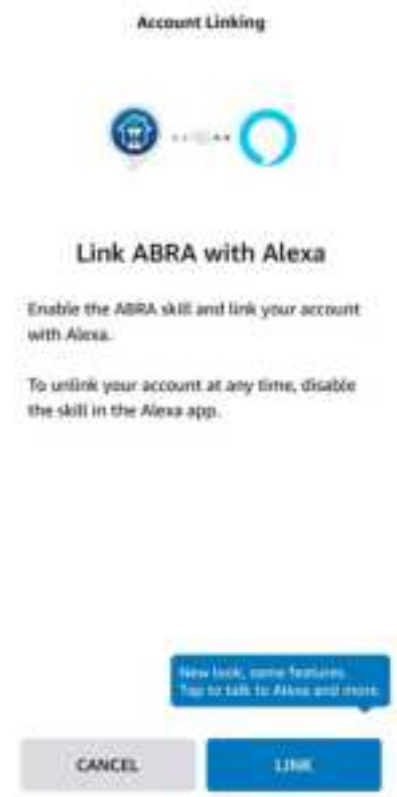 Account Linking
Link ABRA with Alexa
Enable the ABRA skill and link your account
with Alexa.
To unlink your account at any time, disable
the skill in the Alexa app.
New look, same features.
Tap to talk to Alexa and more.
CANCEL
LINK